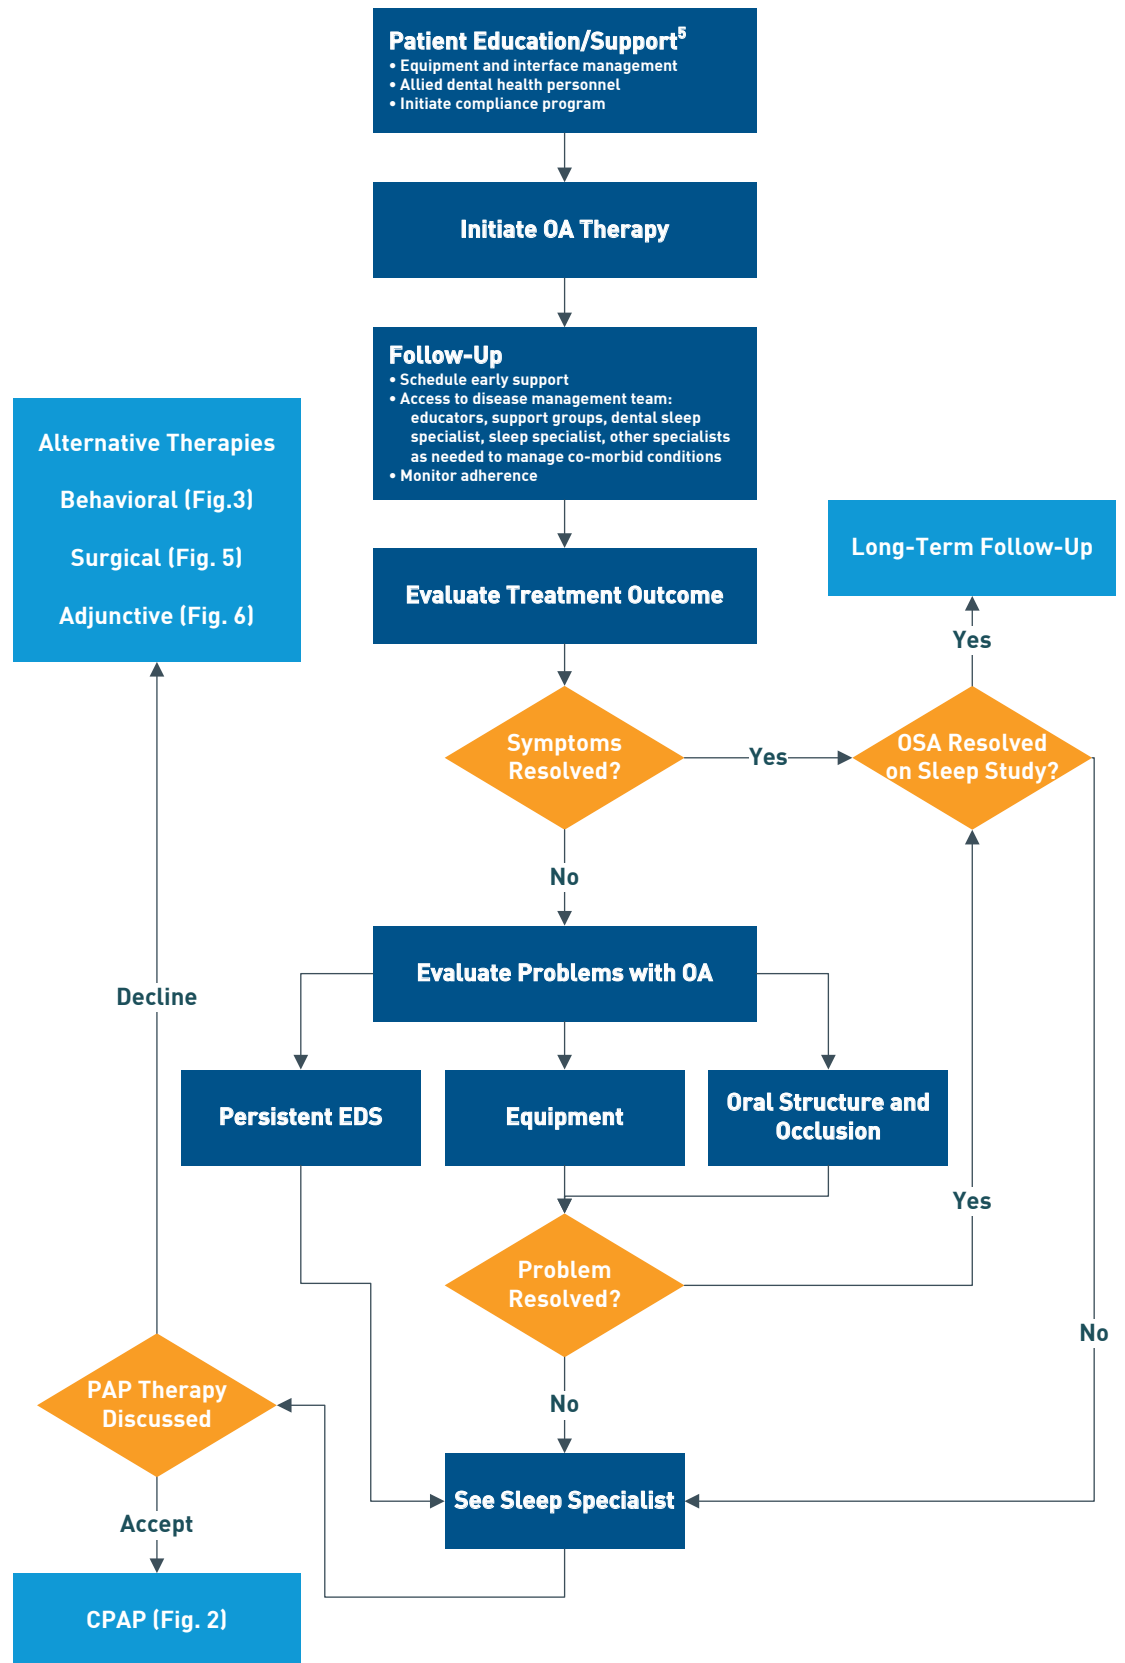 Patient Education/Support5
• Equipment and interface management
• Allied dental health personnel
• Initiate compliance program
Initiate OA Therapy
Follow-Up
• Schedule early support
• Access to disease management team:
educators, support groups, dental sleep
specialist, sleep specialist, other specialists
as needed to manage co-morbid conditions
• Monitor adherence
Alternative Therapies
Behavioral (Fig.3)
Surgical (Fig. 5)
Adjunctive (Fig. 6)
Long-Term Follow-Up
Evaluate Treatment Outcome
Yes
Symptoms
Resolved?
Yes
OSA Resolved
on Sleep Study?
No
Evaluate Problems with OA
Decline
Persistent EDS
Equipment
Oral Structure and
Occlusion
Yes
Problem
Resolved?
No
PAP Therapy
Discussed
No
See Sleep Specialist
Accept
CPAP (Fig. 2)